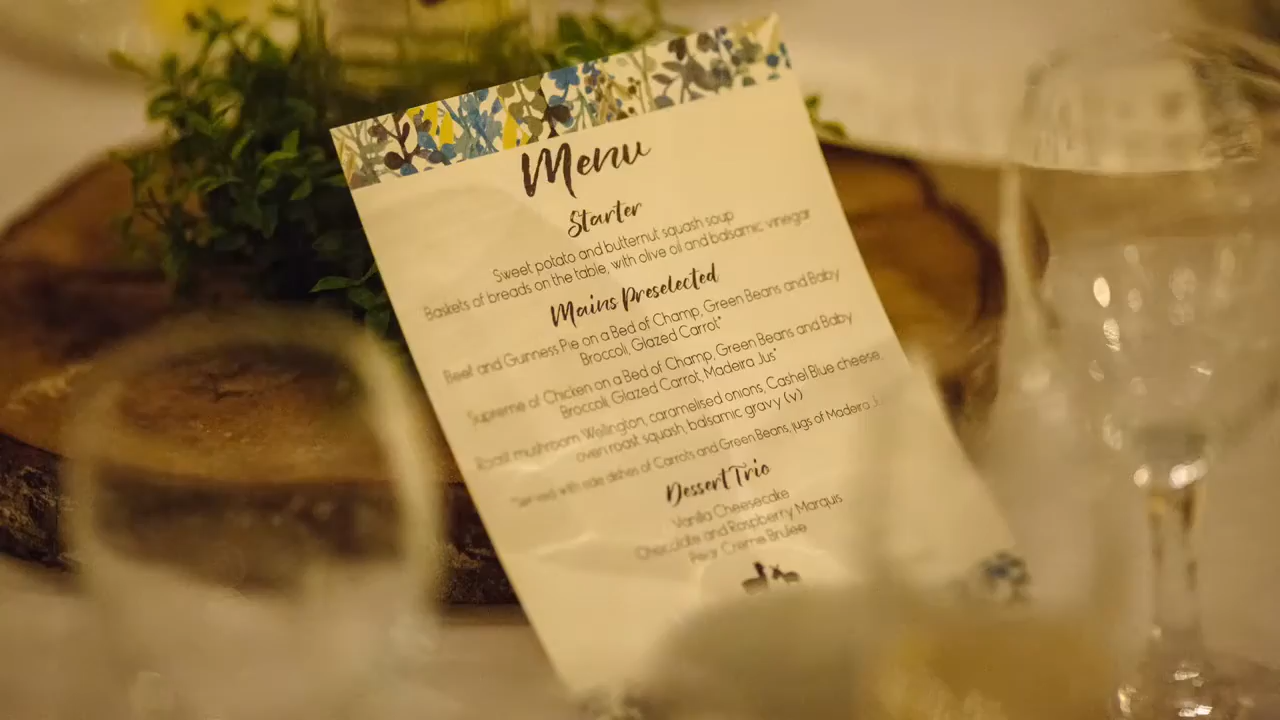 Menu
Starter
Sweet potato and butternut squash soup
Baskets of breads on the table, with olive oil and balsamic vinegar
Mains Preselected
Beef and Guinness Pie on a Bed of Champ, Green Beans and Baby
Broccoli, Glazed Carrot*
Supreme of Chicken on a Bed of Champ, Green Beans and Baby
Broccoli, Glazed Carrot, Madeira Jus*
Roast mushroom Wellington, caramelised onions, Cashel Blue cheese,
oven roast squash, balsamic gravy (v)
*Served with side dishes of Carrots and Green Beans, jugs of Madeira
Dessert Trio
Vanilla Cheesecake
Chocolate and Raspberry Marquis
Pear Creme Brulee